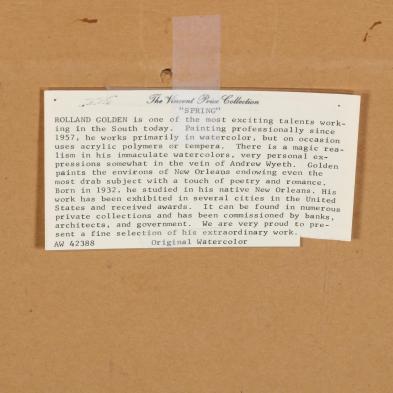 The Vincent Price Collection
"SPRING"
ROLLAND GOLDEN is one of the most exciting talents work-
ing in the South today. Painting professionally since
1957, he works primarily in watercolor, but on occasion
uses acrylic polymers or tempera. There is a magic rea-
lism in his immaculate watercolors, very personal ex-
pressions somewhat in the vein of Andrew Wyeth. Golden
paints the environs of New Orleans endowing even the
most drab subject with a touch of poetry and romance.
Born in 1932, he studied in his native New Orleans. His
work has been exhibited in several cities in the United
States and received awards. It can be found in numerous
private collections and has been commissioned by banks,
architects, and government. We are very proud to pre-
sent a fine selection of his extraordinary work.
AW 42388 Original Watercolor